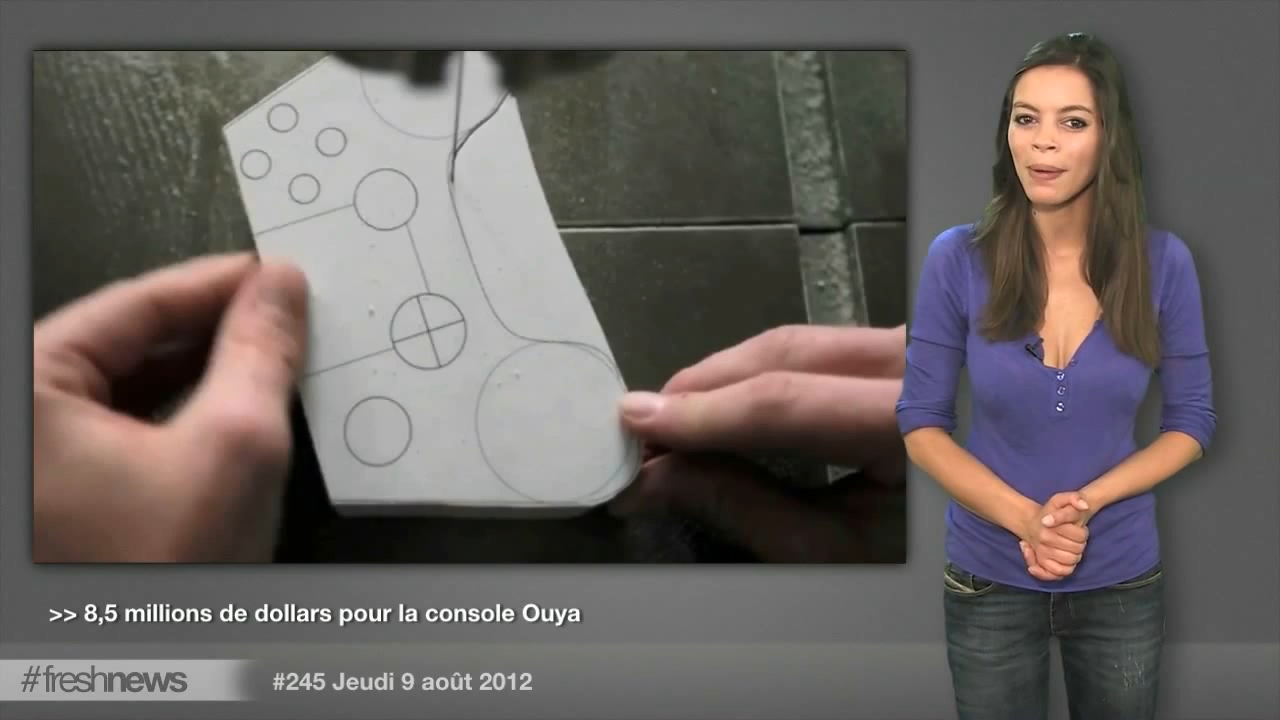 >> 8,5 millions de dollars pour la console Ouya
#freshnews
#245 Jeudi 9 août 2012